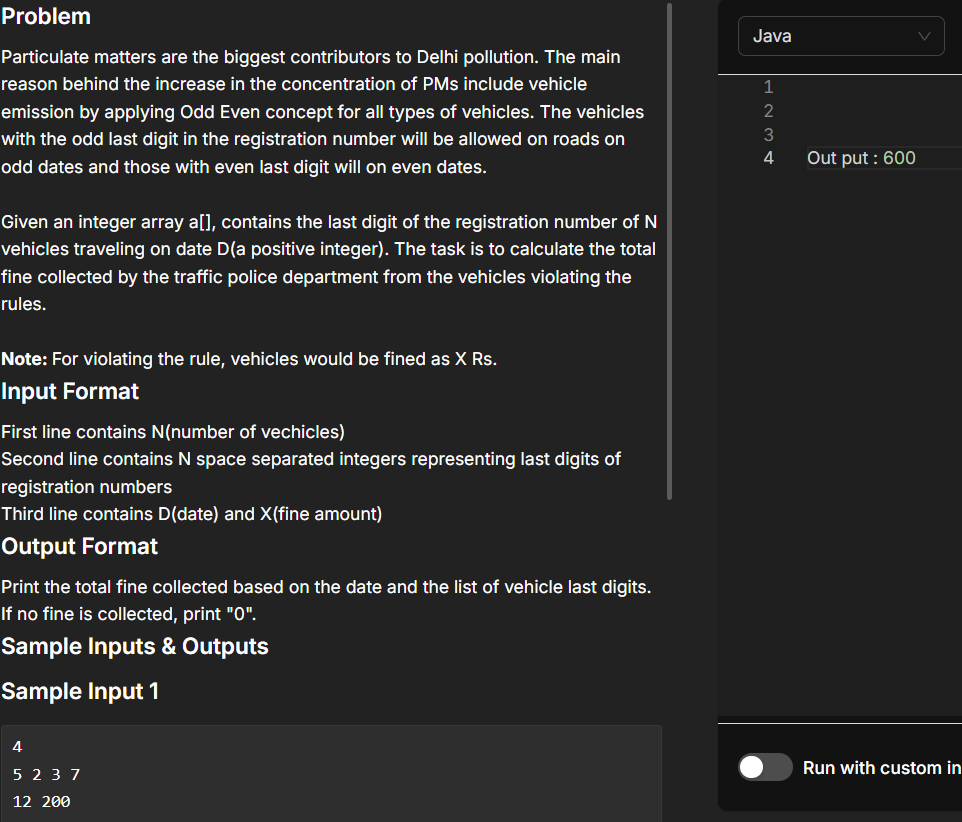 Problem
Particulate matters are the biggest contributors to Delhi pollution. The main
reason behind the increase in the concentration of PMs include vehicle
emission by applying Odd Even concept for all types of vehicles. The vehicles
with the odd last digit in the registration number will be allowed on roads on
odd dates and those with even last digit will on even dates.
Given an integer array a[], contains the last digit of the registration number of N
vehicles traveling on date D(a positive integer). The task is to calculate the total
fine collected by the traffic police department from the vehicles violating the
rules.
Note: For violating the rule, vehicles would be fined as X Rs.
Input Format
First line contains N(number of vechicles)
Second line contains N space separated integers representing last digits of
registration numbers
Third line contains D(date) and X(fine amount)
Output Format
Print the total fine collected based on the date and the list of vehicle last digits.
If no fine is collected, print "0".
Sample Inputs & Outputs
Sample Input 1
4
5 2 3 7
12 200
Java
1
2
3
4 Out put : 600
Run with custom in